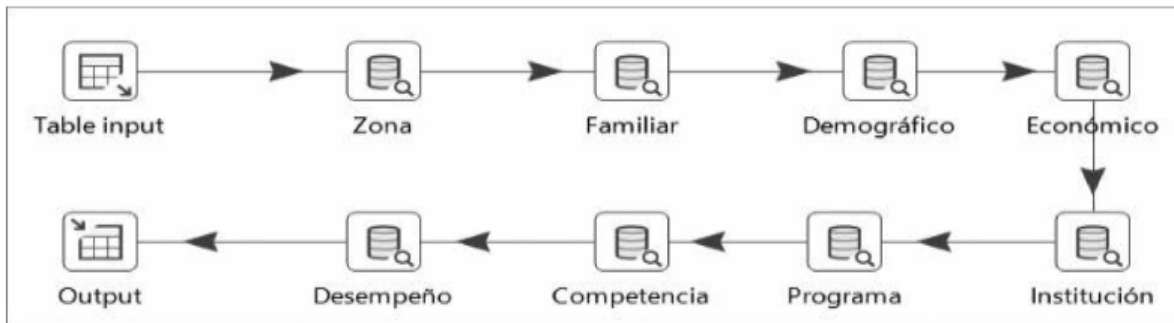 Table input
Zona
Familiar
Demográfico
Económico
Output
Desempeño
Competencia
Programa
Institución